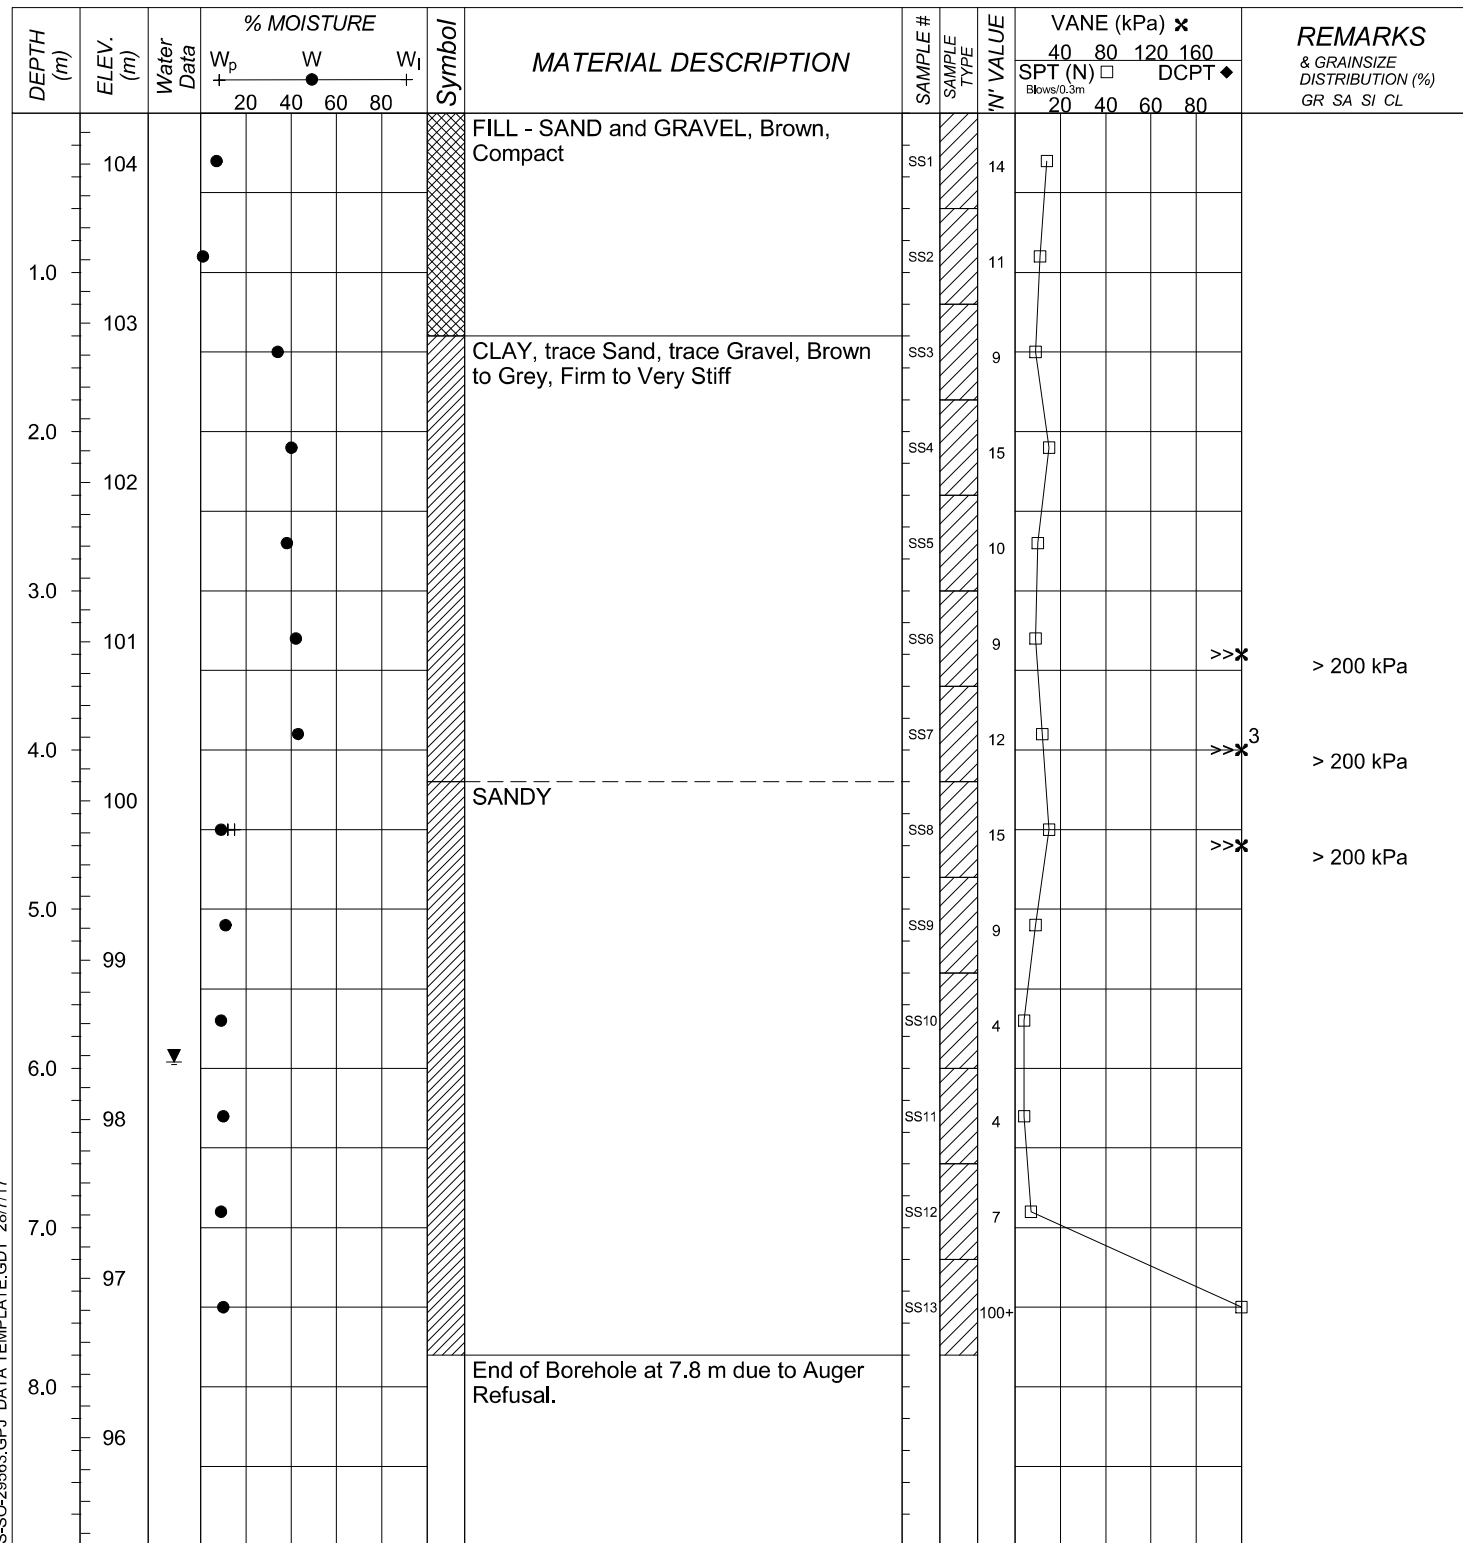 DEPTH (m)
ELEV. (m)
Water Data
% MOISTURE
Wp W Wl
20 40 60 80
Symbol
MATERIAL DESCRIPTION
SAMPLE #
SAMPLE TYPE
'N' VALUE
VANE (kPa)
40 80 120 160
SPT (N) DCPT
Blows/0.3m
20 40 60 80
REMARKS
& GRAINSIZE
DISTRIBUTION (%)
GR SA SI CL
FILL - SAND and GRAVEL, Brown,
Compact
104 SS1 14
SS2 11
1.0
103
CLAY, trace Sand, trace Gravel, Brown
to Grey, Firm to Very Stiff
SS3 9
2.0
SS4 15
102
SS5 10
3.0
101 SS6 9
>> > 200 kPa
SS7 12 3
4.0 >> > 200 kPa
100
SANDY
SS8 15
>> > 200 kPa
5.0
SS9 9
99
SS10 4
6.0
98 SS11 4
SS12 7
7.0
97
SS13 100+
End of Borehole at 7.8 m due to Auger
Refusal.
8.0
96